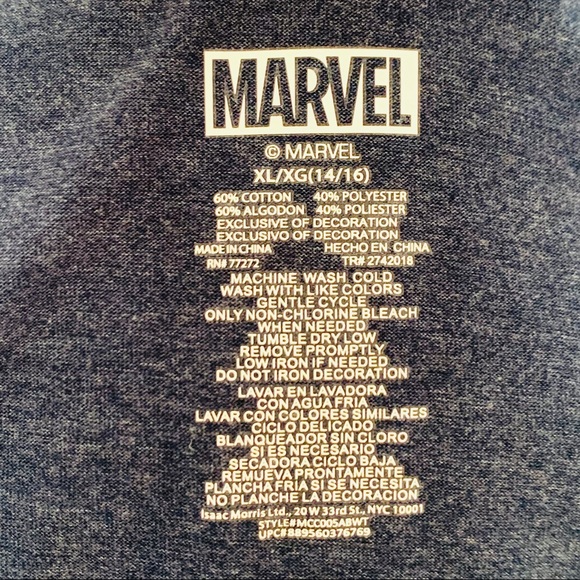 MARVEL
© MARVEL
XL/XG(14/16)
60% COTTON 40% POLYESTER
60% ALGODON 40% POLIESTER
EXCLUSIVE OF DECORATION
EXCLUSIVO OF DECORATION
MADE IN CHINA HECHO EN CHINA
RN# 77272 TR# 2742018
MACHINE WASH COLD
WASH WITH LIKE COLORS
GENTLE CYCLE
ONLY NON-CHLORINE BLEACH
WHEN NEEDED
TUMBLE DRY LOW
REMOVE PROMPTLY
LOW IRON IF NEEDED
DO NOT IRON DECORATION
LAVAR EN LAVADORA
CON AGUA FRIA
LAVAR CON COLORES SIMILARES
CICLO DELICADO
BLANQUEADOR SIN CLORO
SI ES NECESARIO
SECADORA CICLO BAJA
REMUEVA PRONTAMENTE
PLANCHA FRIA SI SE NECESITA
NO PLANCHE LA DECORACION
Isaac Morris Ltd., 20 W 33rd St., NYC 10001
STYLE#MCC005ABWT
UPC#889560376769